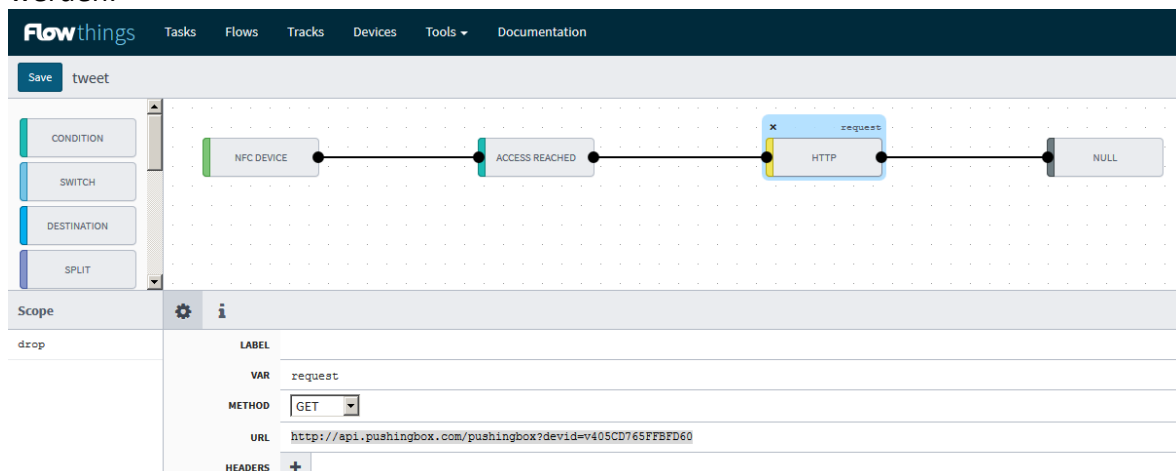 werden.
Flowthings Tasks Flows Tracks Devices Tools Documentation
Save tweet
CONDITION
SWITCH
DESTINATION
SPLIT
NFC DEVICE
ACCESS REACHED
x request
HTTP
NULL
Scope
drop
LABEL
VAR request
METHOD GET
URL http://api.pushingbox.com/pushingbox?devid=v405CD765FFBFD60
HEADERS +